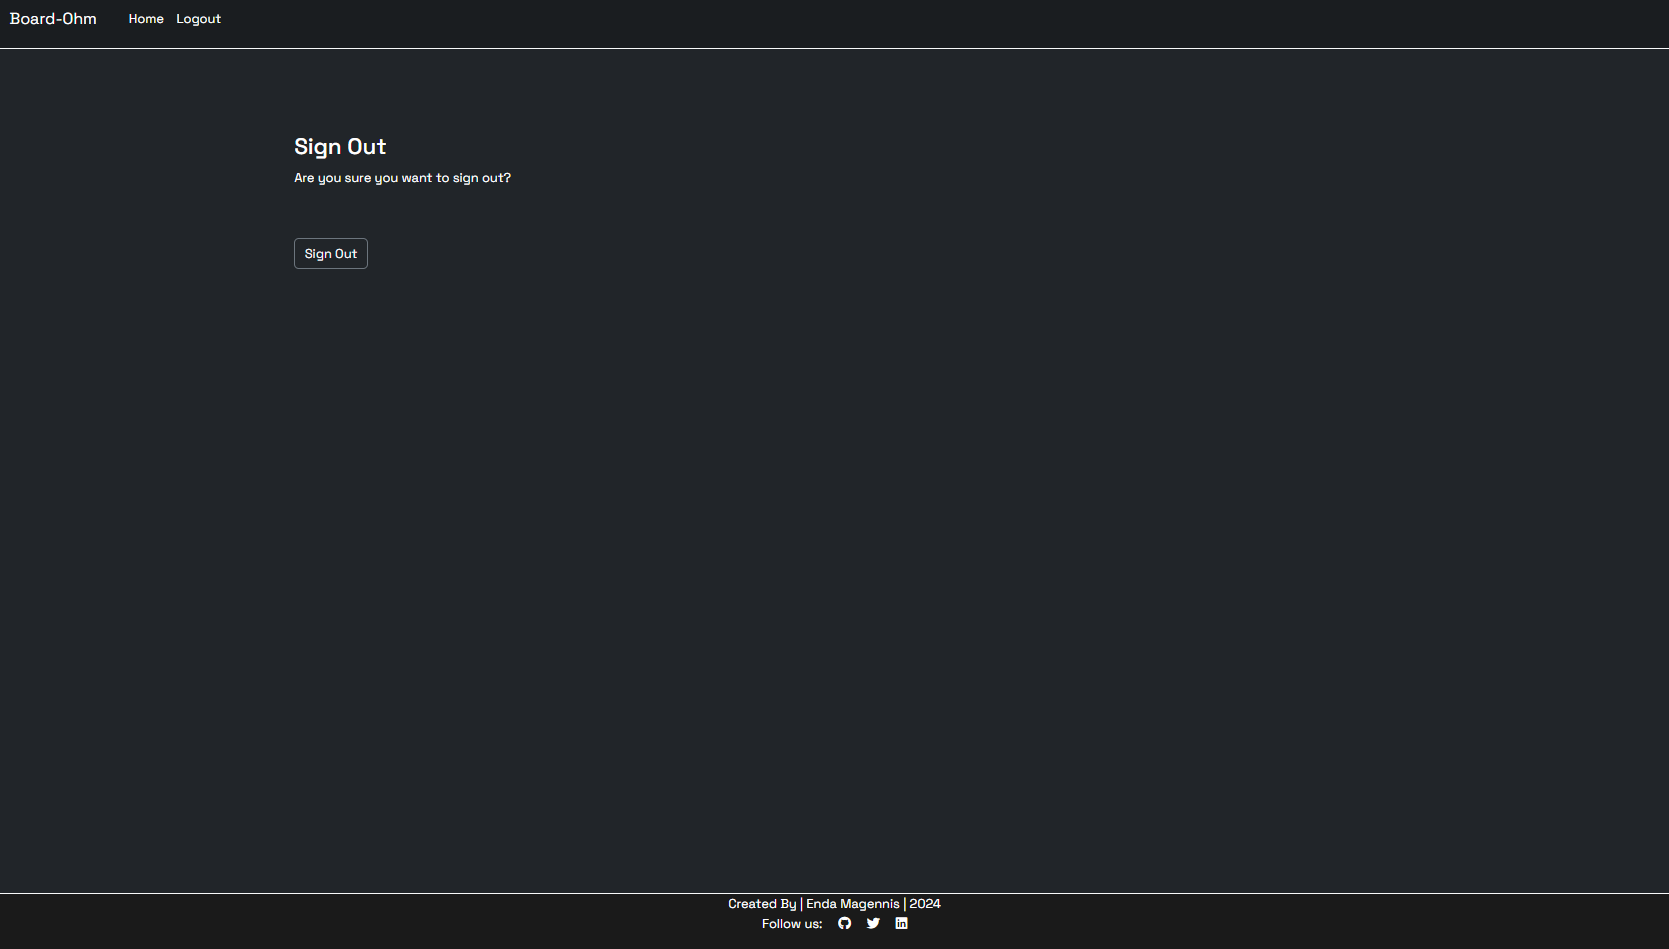 Board-Ohm Home Logout
Sign Out
Are you sure you want to sign out?
Sign Out
Created By | Enda Magennis | 2024
Follow us: